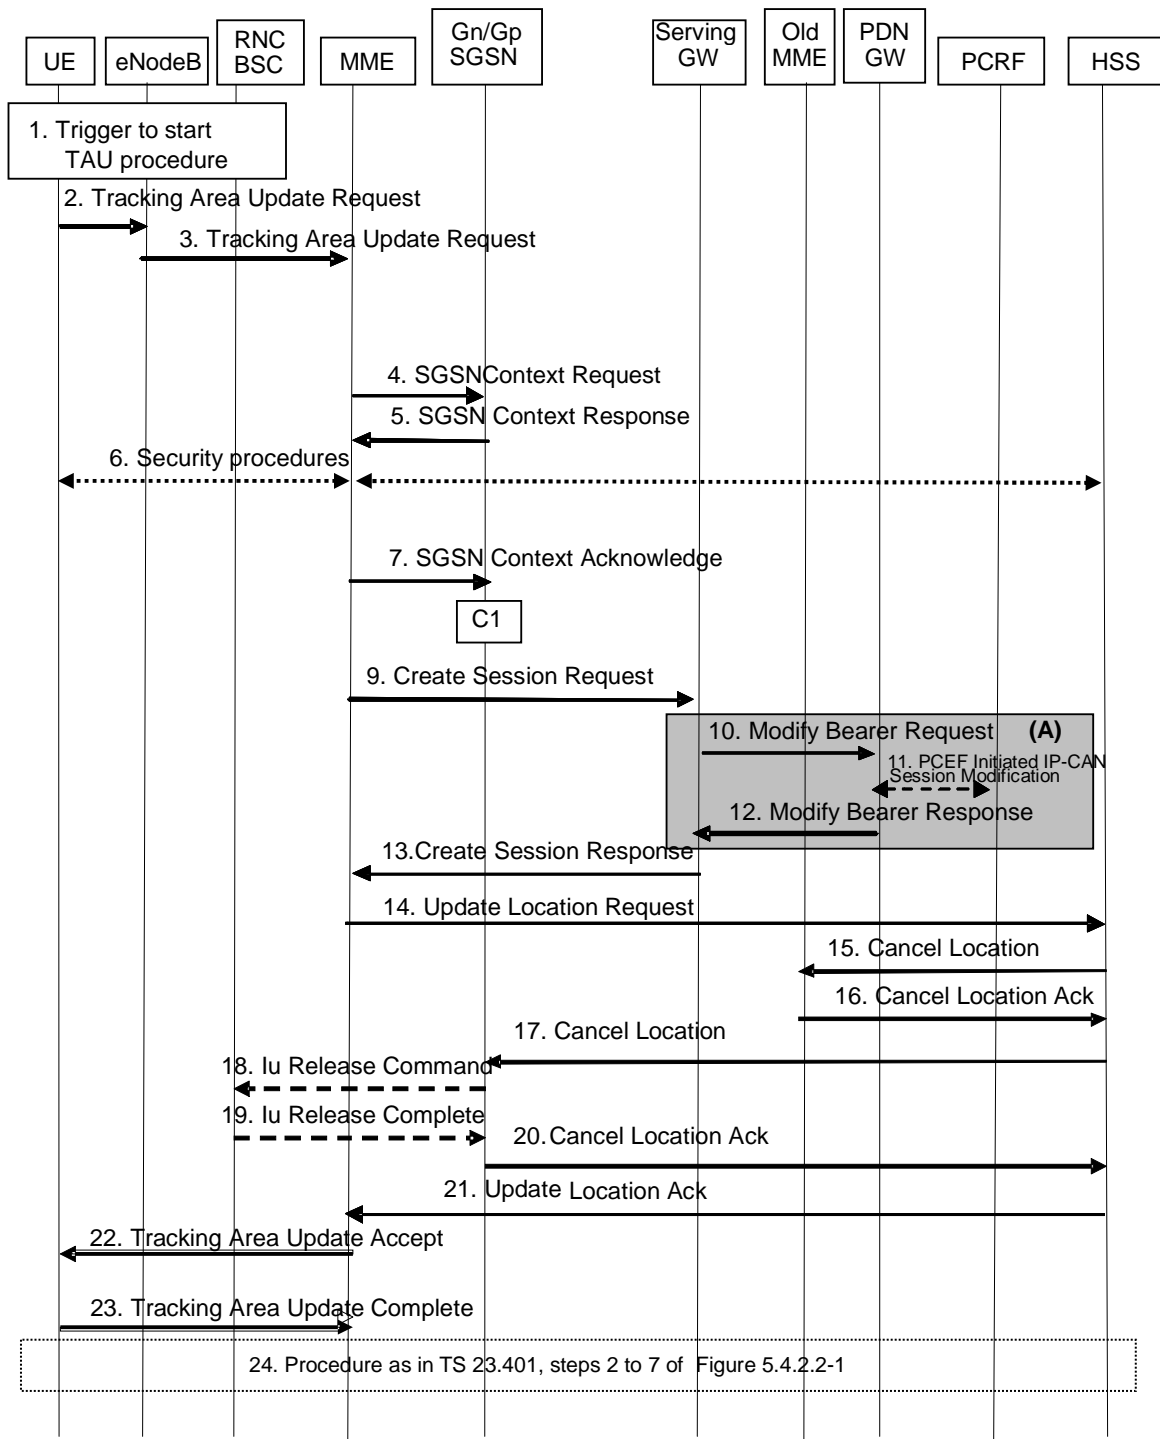 UE
eNodeB
RNC
BSC
MME
Gn/Gp
SGSN
Serving
GW
Old
MME
PDN
GW
PCRF
HSS
1. Trigger to start
TAU procedure
2. Tracking Area Update Request
3. Tracking Area Update Request
4. SGSNContext Request
5. SGSN Context Response
6. Security procedures
7. SGSN Context Acknowledge
C1
9. Create Session Request
10. Modify Bearer Request (A)
11. PCEF Initiated IP-CAN
Session Modification
12. Modify Bearer Response
13.Create Session Response
14. Update Location Request
15. Cancel Location
16. Cancel Location Ack
17. Cancel Location
18. Iu Release Command
19. Iu Release Complete
20.Cancel Location Ack
21. Update Location Ack
22. Tracking Area Update Accept
23. Tracking Area Update Complete
24. Procedure as in TS 23.401, steps 2 to 7 of Figure 5.4.2.2-1